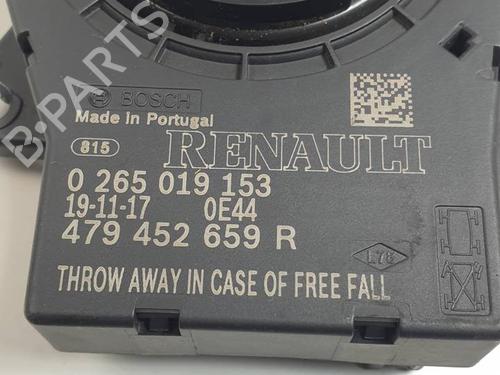 B-PARTS
BOSCH
Made in Portugal
815
RENAULT
0 265 019 153
19-11-17 0E44
479 452 659 R
L78
THROW AWAY IN CASE OF FREE FALL